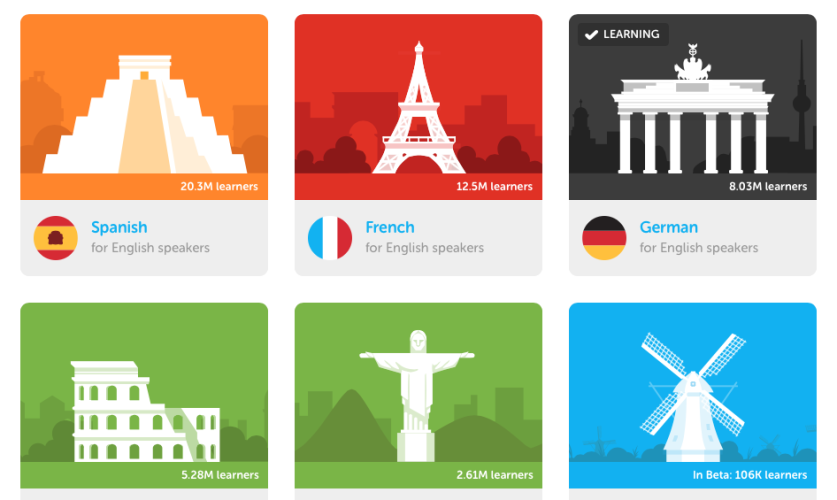 LEARNING
20.3M learners
12.5M learners
8.03M learners
Spanish
for English speakers
French
for English speakers
German
for English speakers
5.28M learners
2.61M learners
In Beta: 106K learners